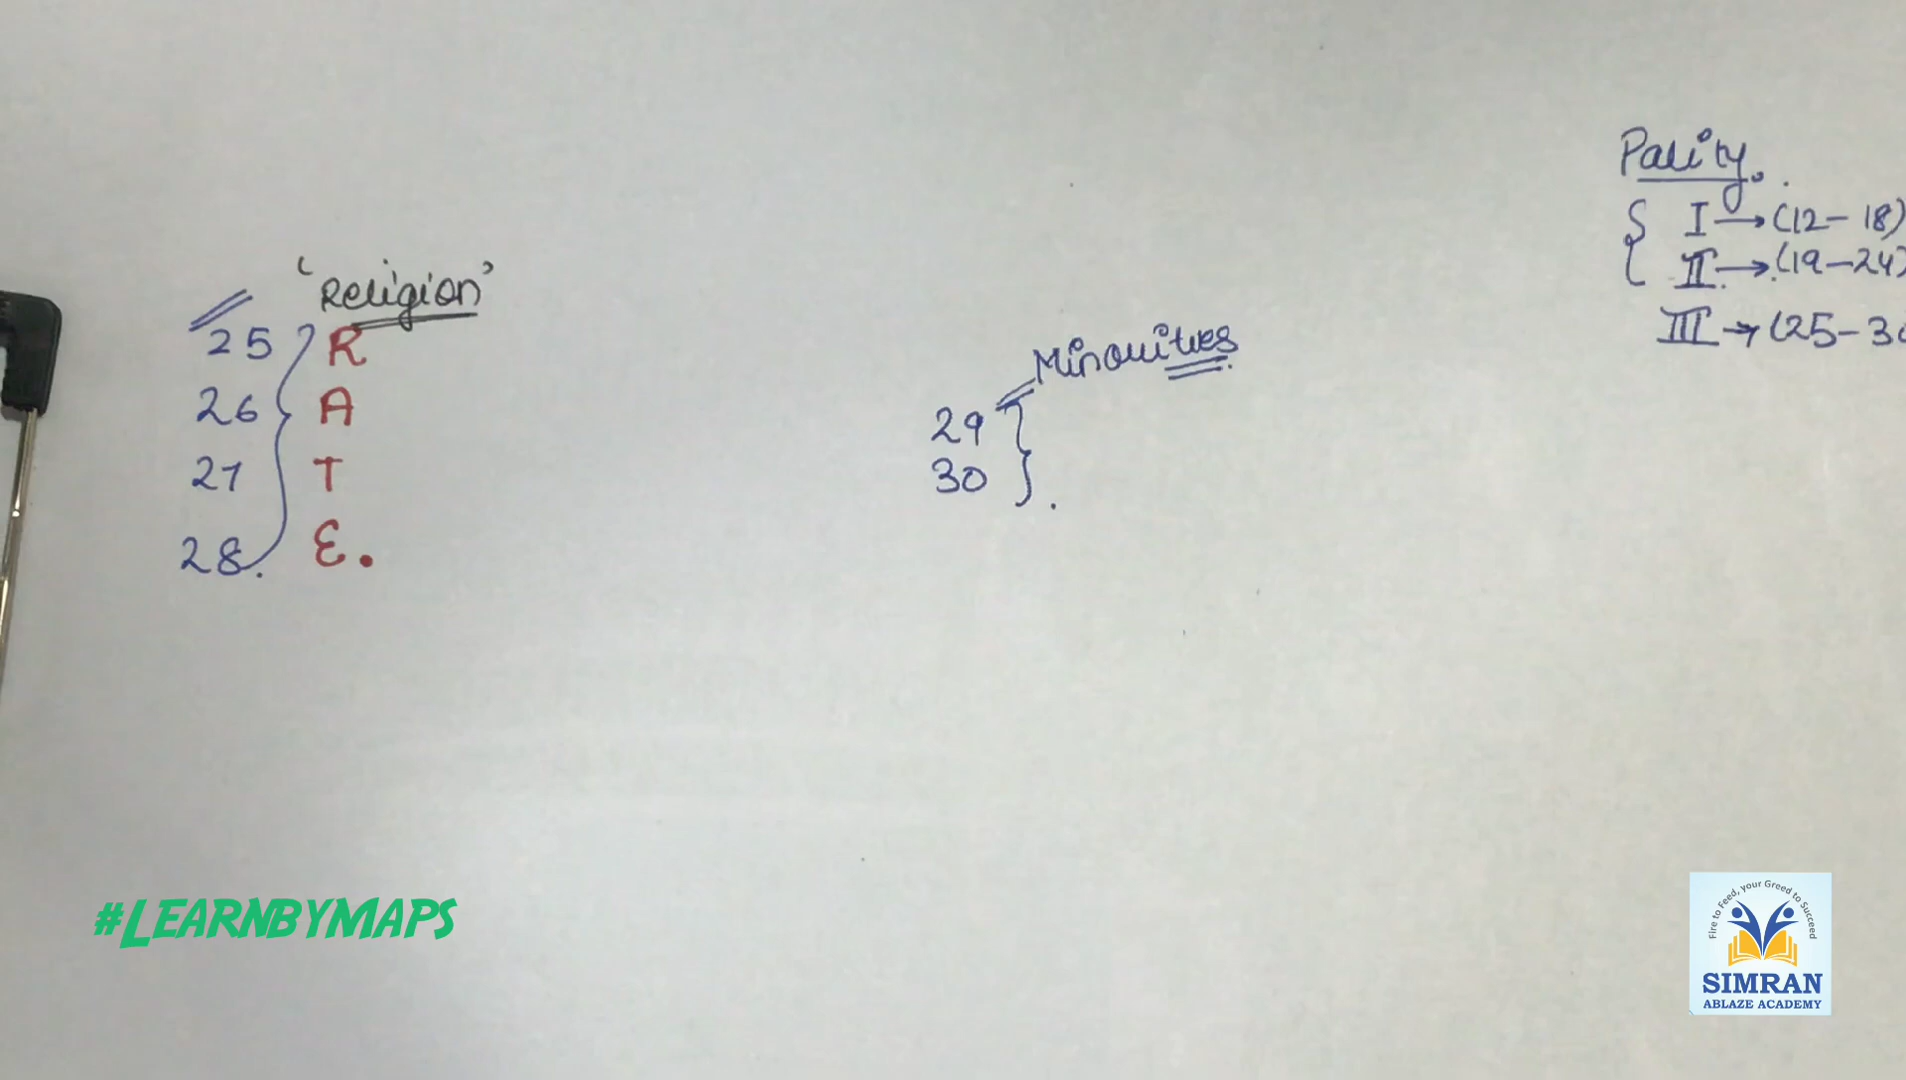 Polity.
I → (12 - 18)
II. → (19 - 24)
III → (25 - 30
'Religion'
25 R
26 A
27 T
28. E.
Minorities
29
30
#LEARNBYMAPS
Fire to Feed, your Greed to Succeed
SIMRAN
ABLAZE ACADEMY